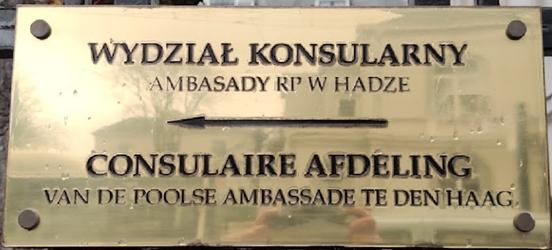 WYDZIAŁ KONSULARNY
AMBASADY RP W HADZE
CONSULAIRE AFDELING
VAN DE POOLSE AMBASSADE TE DEN HAAG